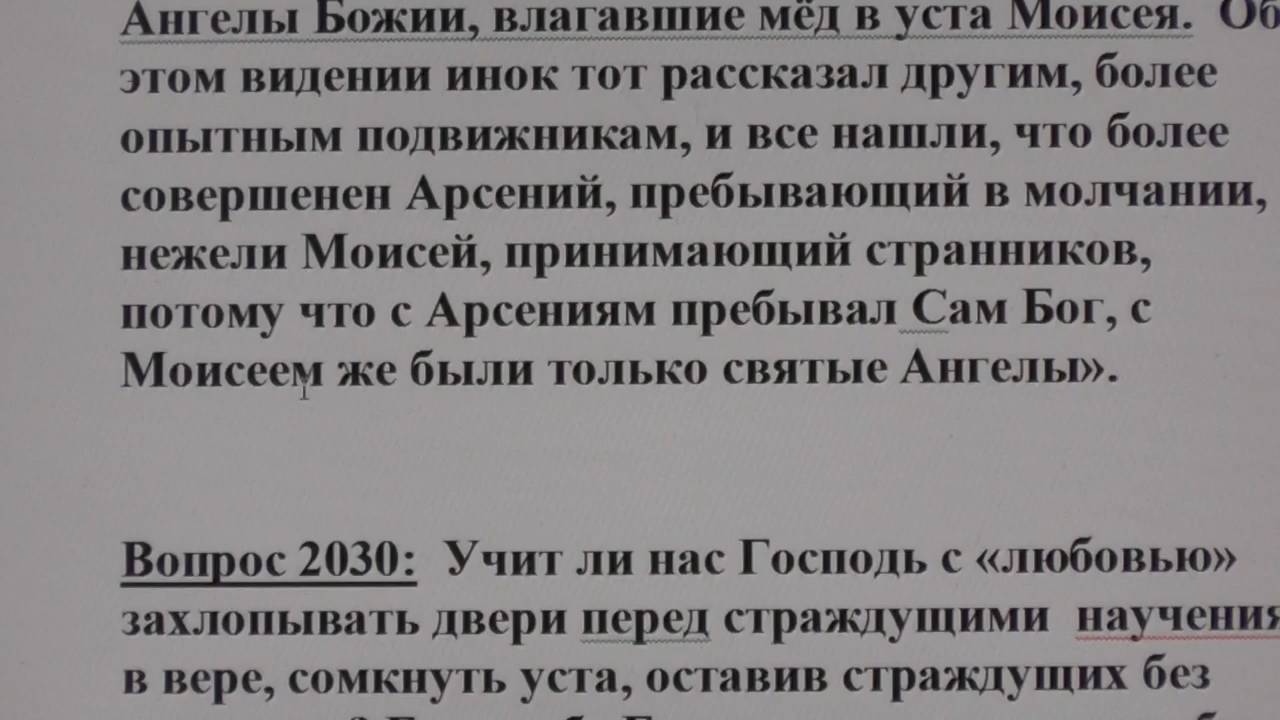 Ангелы Божии, влагавшие мёд в уста Моисея. Об
этом видении инок тот рассказал другим, более
опытным подвижникам, и все нашли, что более
совершенен Арсений, пребывающий в молчании,
нежели Моисей, принимающий странников,
потому что с Арсениям пребывал Сам Бог, с
Моисеем же были только святые Ангелы».
Вопрос 2030: Учит ли нас Господь с «любовью»
захлопывать двери перед страждущими научения
в вере, сомкнуть уста, оставив страждущих без